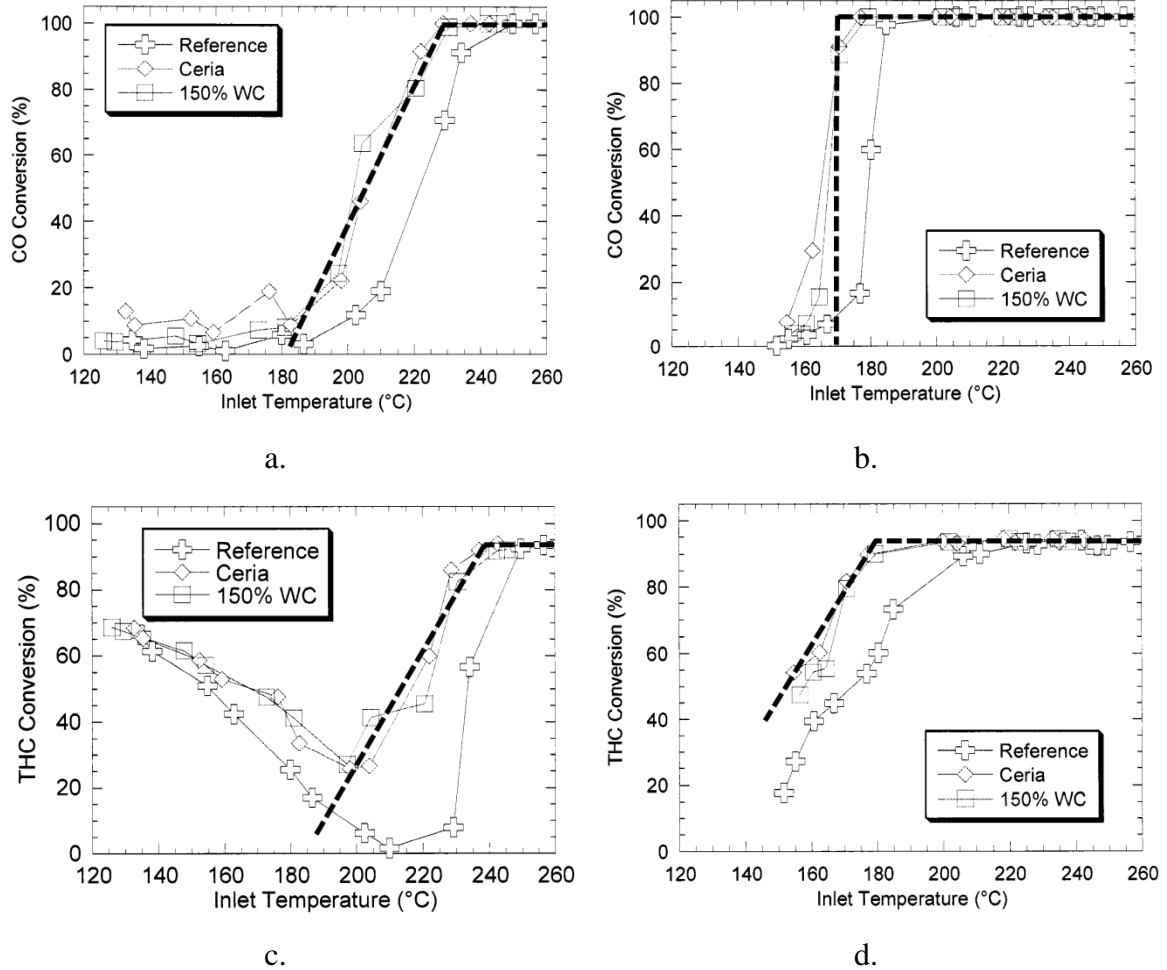 100
80
60
40
20
0
CO Conversion (%)
Reference
Ceria
150% WC
120 140 160 180 200 220 240 260
Inlet Temperature (°C)
a.
100
80
60
40
20
0
CO Conversion (%)
Reference
Ceria
150% WC
120 140 160 180 200 220 240 260
Inlet Temperature (°C)
b.
100
80
60
40
20
0
THC Conversion (%)
Reference
Ceria
150% WC
120 140 160 180 200 220 240 260
Inlet Temperature (°C)
c.
100
80
60
40
20
0
THC Conversion (%)
Reference
Ceria
150% WC
120 140 160 180 200 220 240 260
Inlet Temperature (°C)
d.